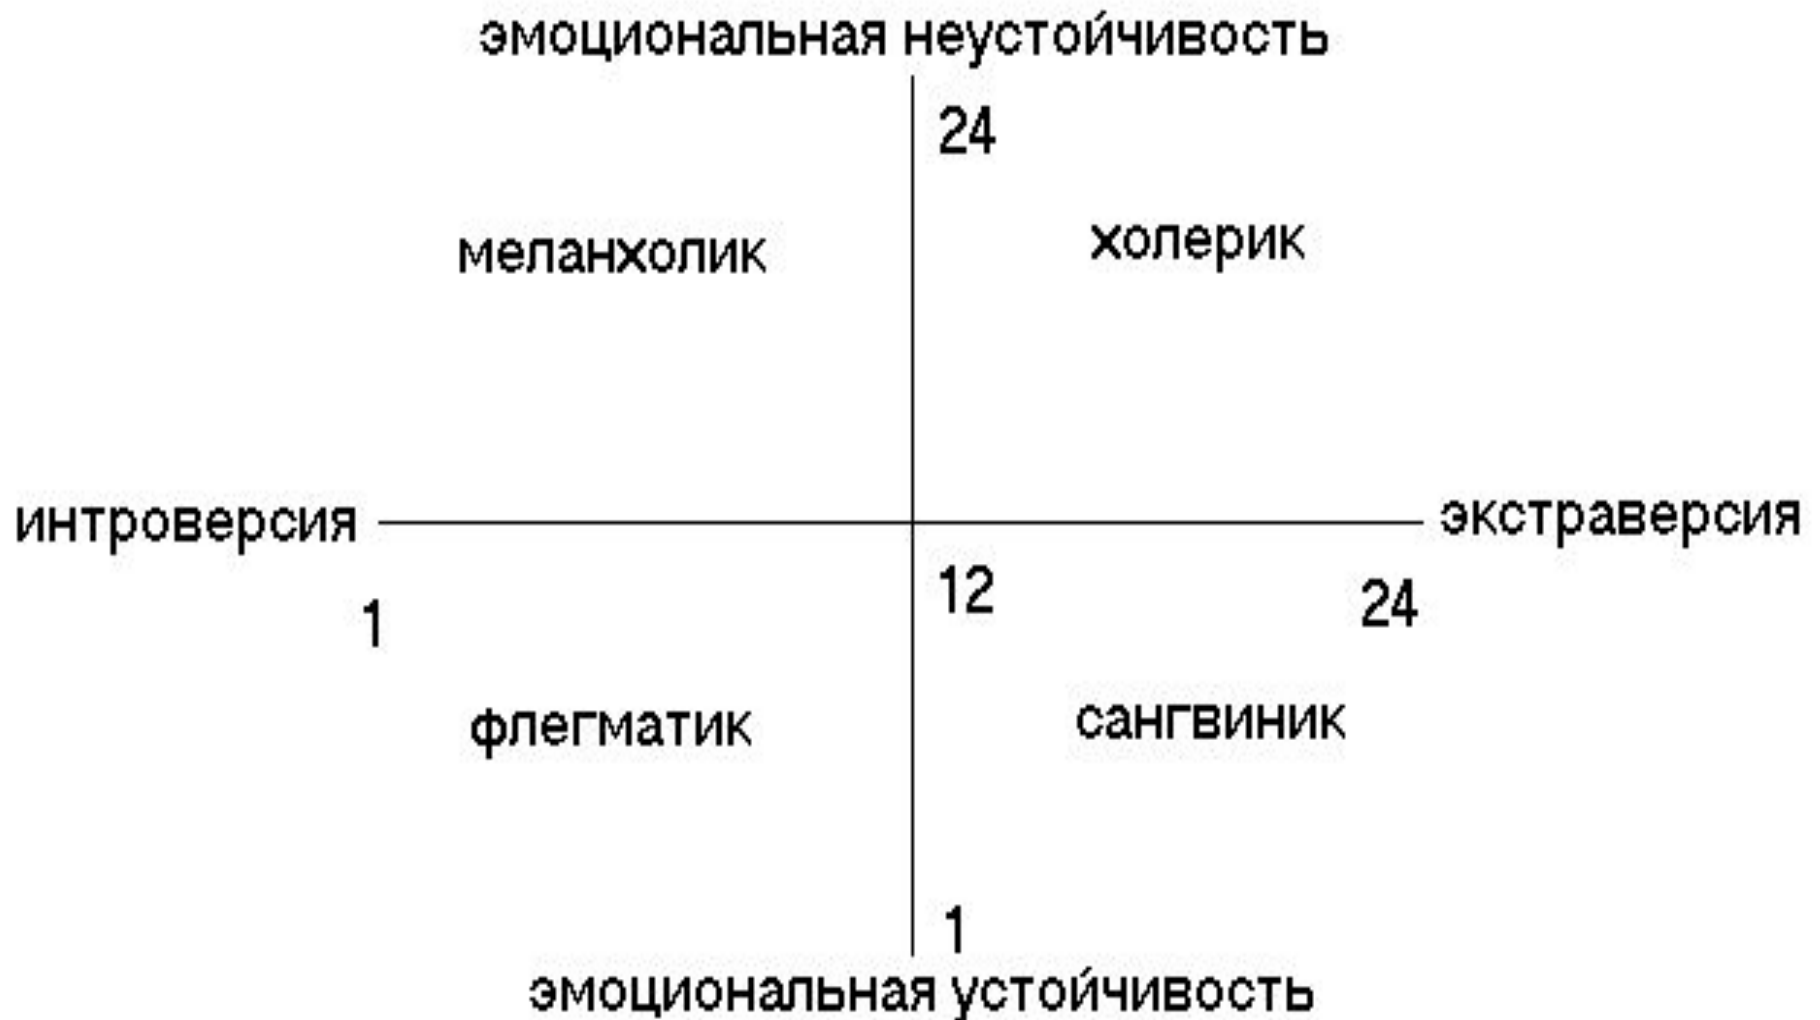 эмоциональная неустойчивость
24
меланхолик
холерик
интроверсия
экстраверсия
12
24
1
флегматик
сангвиник
1
эмоциональная устойчивость